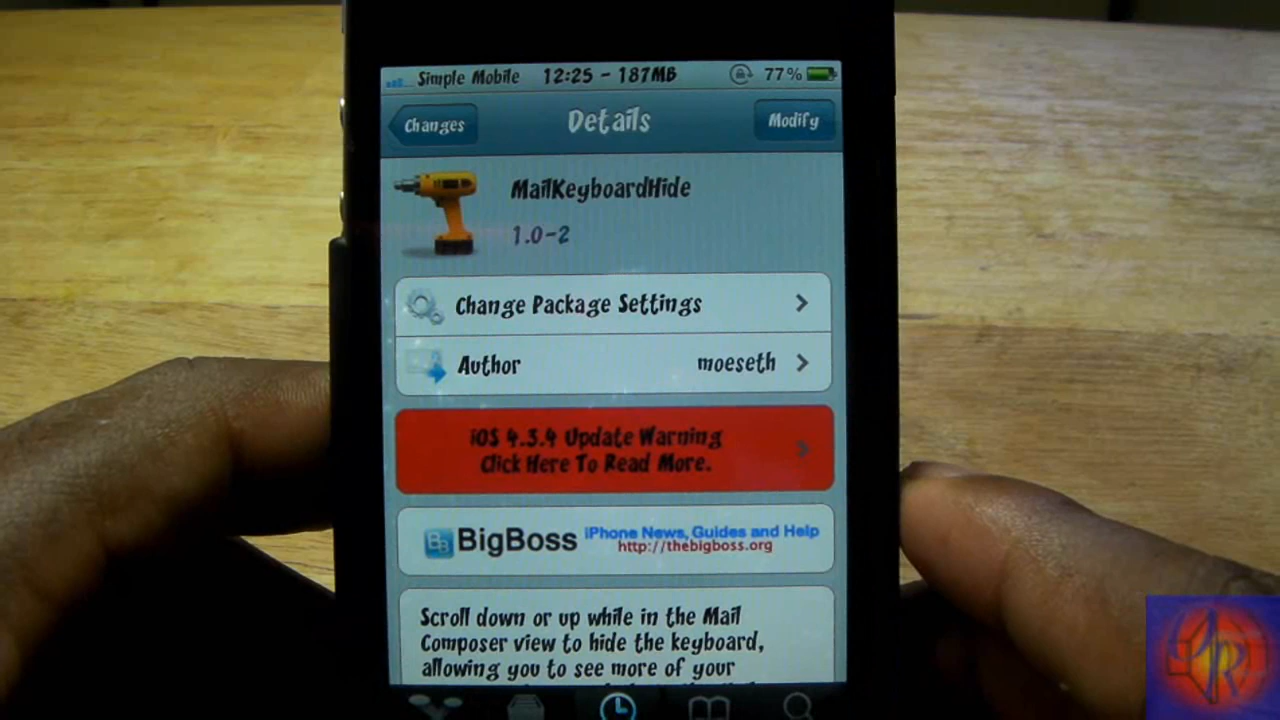 Simple Mobile 12:25 - 187MB 77%
Changes Details Modify
MailKeyboardHide
1.0-2
Change Package Settings
Author moeseth
iOS 4.3.4 Update Warning
Click Here To Read More.
BB BigBoss iPhone News, Guides and Help
http://thebigboss.org
Scroll down or up while in the Mail
Composer view to hide the keyboard,
allowing you to see more of your
JR